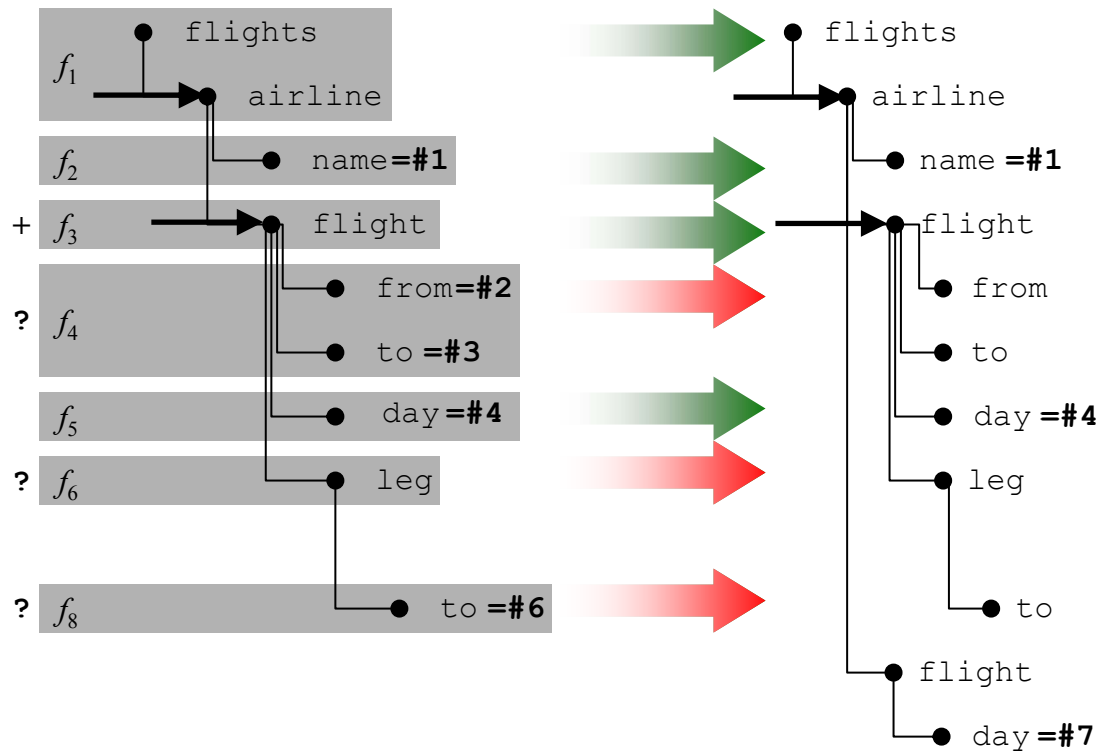 flights flights
f1
airline airline
f2 name=#1 name =#1
+ f3 flight flight
from=#2 from
? f4
to =#3 to
f5 day =#4 day =#4
? f6 leg leg
? f8 to =#6 to
flight
day =#7